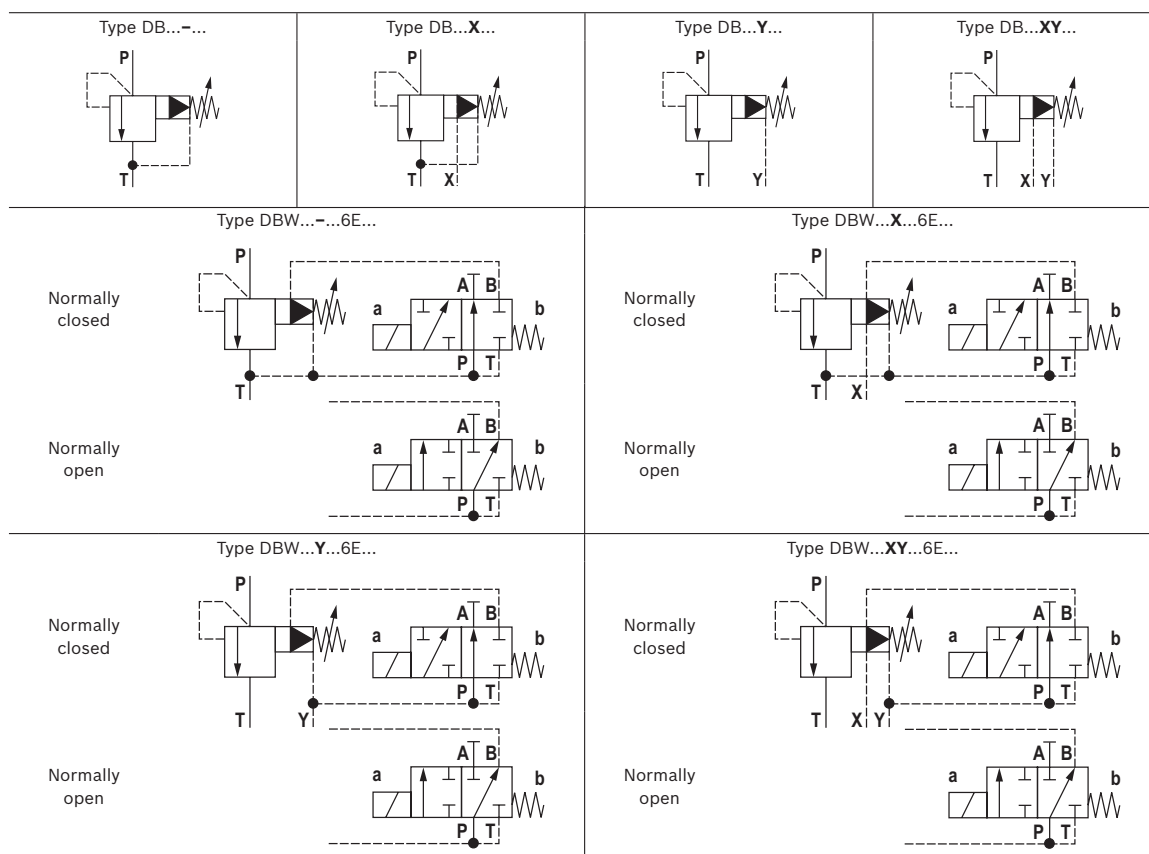 Type DB...–...
Type DB...X...
Type DB...Y...
Type DB...XY...
P
P
P
P
T
T X
T Y
T X Y
Type DBW...–...6E...
Type DBW...X...6E...
P
A B
P
A B
Normally
closed
a
b
Normally
closed
a
b
P T
P T
T
T X
A B
A B
Normally
open
a
b
Normally
open
a
b
P T
P T
Type DBW...Y...6E...
Type DBW...XY...6E...
P
A B
P
A B
Normally
closed
a
b
Normally
closed
a
b
P T
P T
T Y
T X Y
A B
A B
Normally
open
a
b
Normally
open
a
b
P T
P T